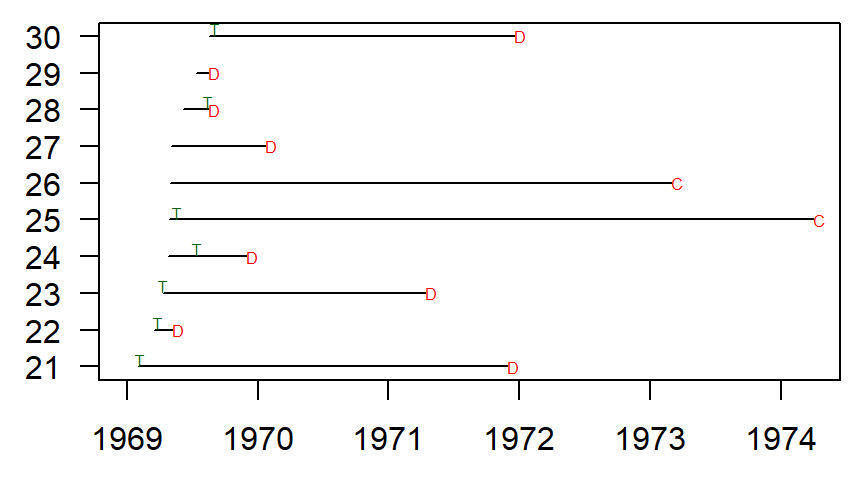 30 T D
29 D
28 T D
27 D
26 C
25 T C
24 T D
23 T D
22 T D
21 T D
1969 1970 1971 1972 1973 1974